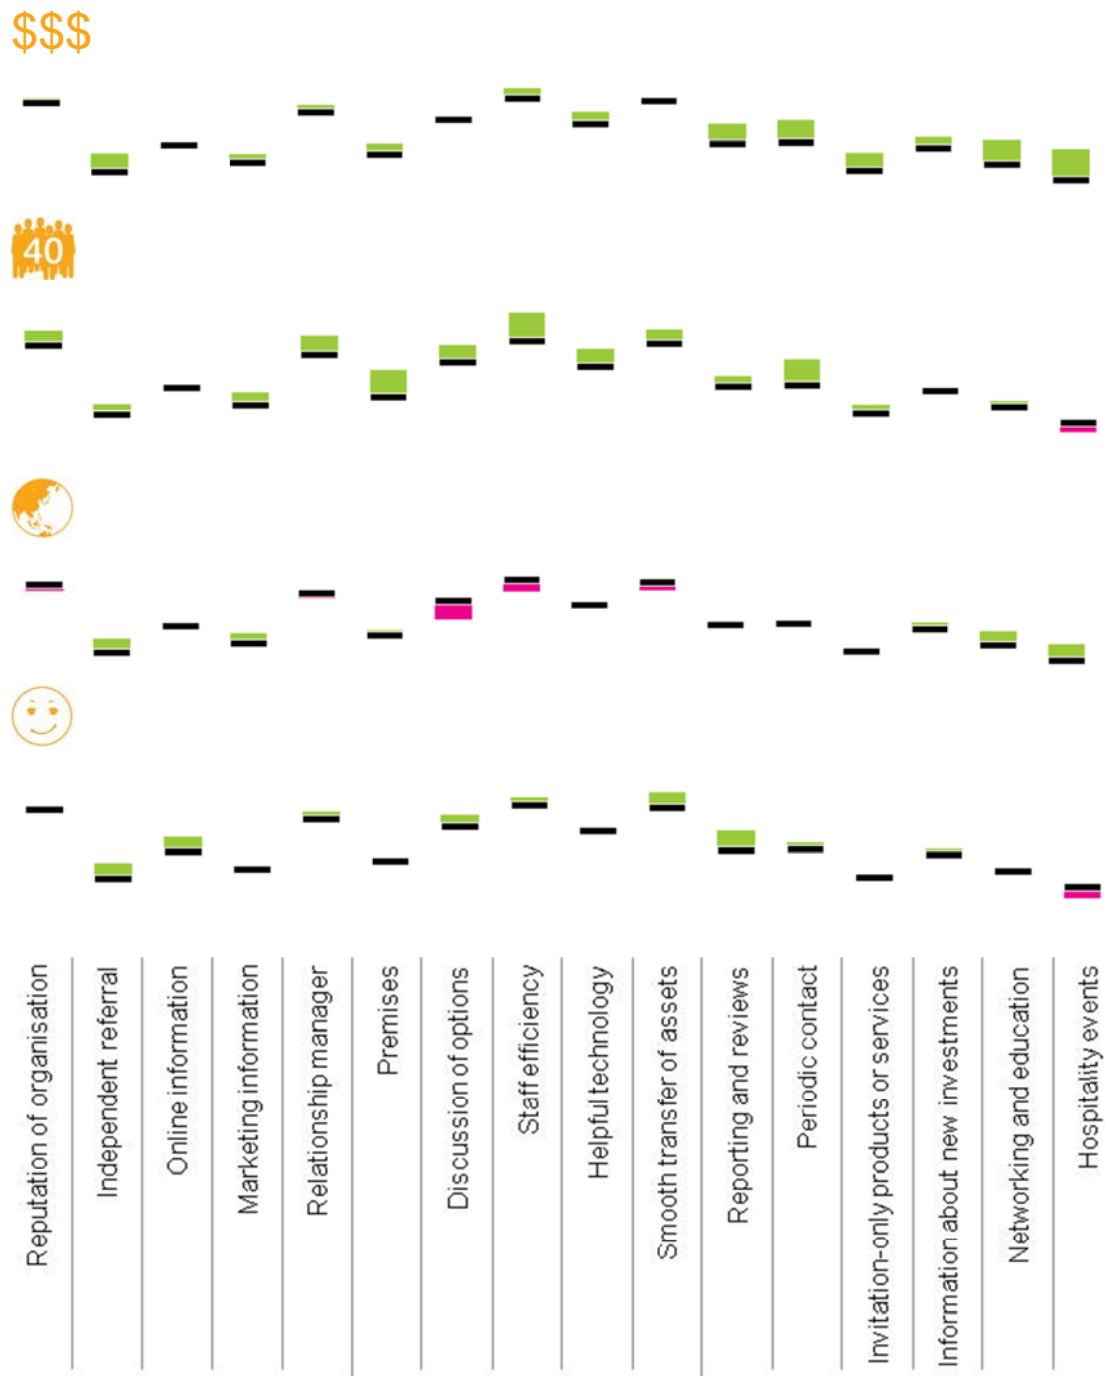 $$$
40
Reputation of organisation
Independent referral
Online information
Marketing information
Relationship manager
Premises
Discussion of options
Staff efficiency
Helpful technology
Smooth transfer of assets
Reporting and reviews
Periodic contact
Invitation-only products or services
Information about new investments
Networking and education
Hospitality events